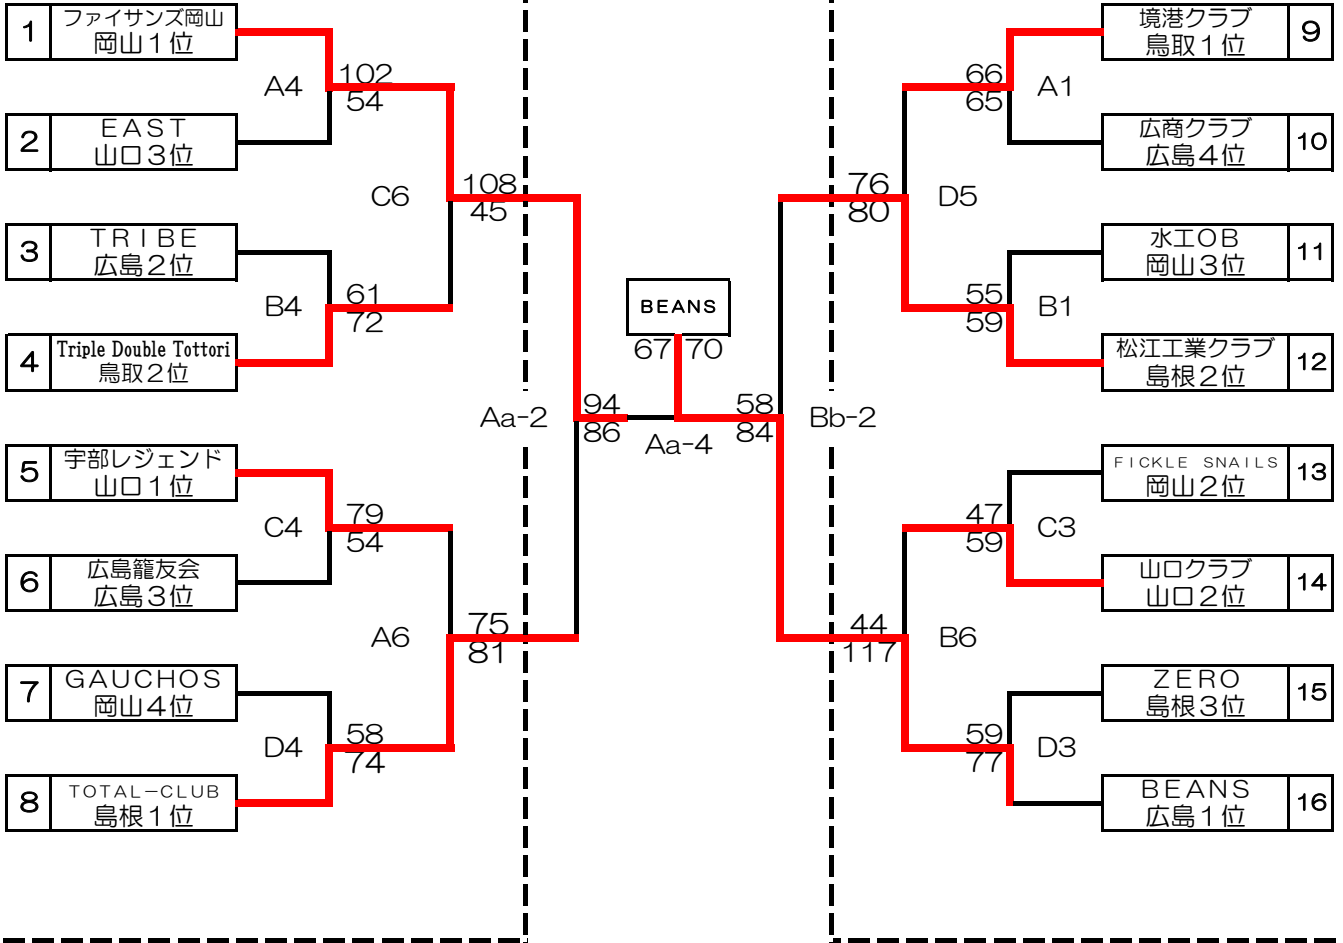 1
ファイサンズ岡山
岡山１位
2
ＥＡＳＴ
山口３位
3
ＴＲＩＢＥ
広島２位
4
Triple Double Tottori
鳥取２位
5
宇部レジェンド
山口１位
6
広島籠友会
広島３位
7
ＧＡＵＣＨＯＳ
岡山４位
8
ＴＯＴＡＬ－ＣＬＵＢ
島根１位
A4
102
54
B4
61
72
C4
79
54
D4
58
74
C6
108
45
A6
75
81
Aa-2
94
86
BEANS
67 70
Aa-4
58
84
Bb-2
76
80
D5
44
117
B6
66
65
A1
55
59
B1
47
59
C3
59
77
D3
境港クラブ
鳥取１位
9
広商クラブ
広島４位
10
水工ＯＢ
岡山３位
11
松江工業クラブ
島根２位
12
ＦＩＣＫＬＥ ＳＮＡＩＬＳ
岡山２位
13
山口クラブ
山口２位
14
ＺＥＲＯ
島根３位
15
ＢＥＡＮＳ
広島１位
16